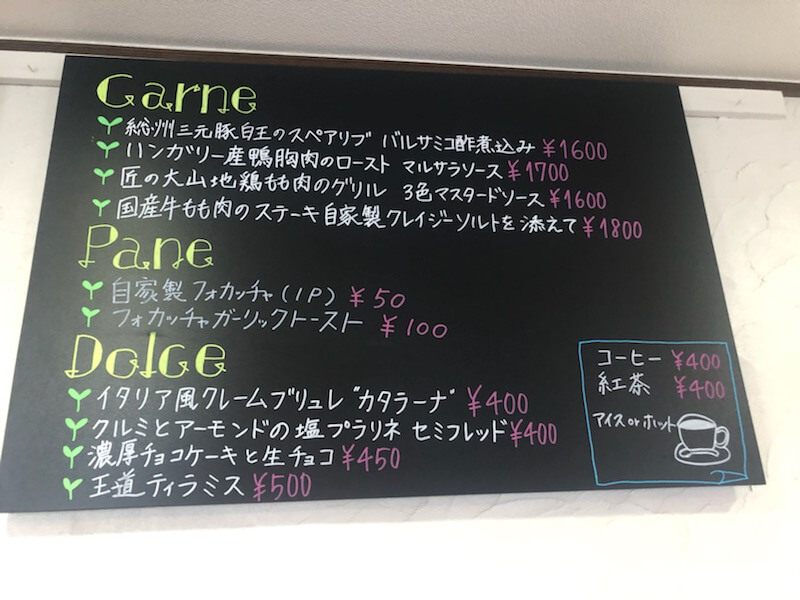 Carne
総州三元豚白王のスペアリブ バルサミコ酢煮込み ¥1600
ハンガリー産鴨胸肉のロースト マルサラソース ¥1700
匠の大山地鶏もも肉のグリル 3色マスタードソース ¥1600
国産牛もも肉のステーキ自家製クレイジーソルトを添えて ¥1800
Pane
自家製フォカッチャ(1P) ¥50
フォカッチャガーリックトースト ¥100
Dolce
イタリア風クレームブリュレ"カタラーナ" ¥400
クルミとアーモンドの塩プラリネ セミフレッド ¥400
濃厚チョコケーキと生チョコ ¥450
王道ティラミス ¥500
コーヒー ¥400
紅茶 ¥400
アイスorホット